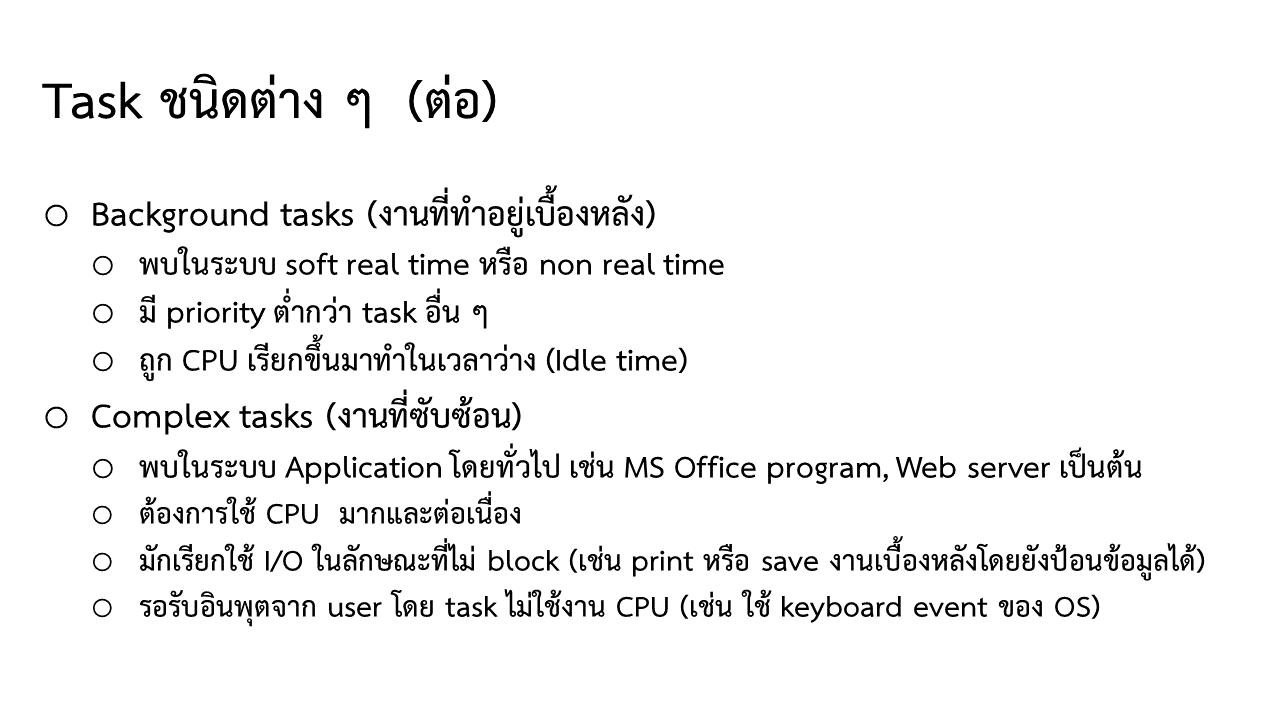 Task ชนิดต่าง ๆ (ต่อ)
Background tasks (งานที่ทำอยู่เบื้องหลัง)
พบในระบบ soft real time หรือ non real time
มี priority ต่ำกว่า task อื่น ๆ
ถูก CPU เรียกขึ้นมาทำในเวลาว่าง (Idle time)
Complex tasks (งานที่ซับซ้อน)
พบในระบบ Application โดยทั่วไป เช่น MS Office program, Web server เป็นต้น
ต้องการใช้ CPU มากและต่อเนื่อง
มักเรียกใช้ I/O ในลักษณะที่ไม่ block (เช่น print หรือ save งานเบื้องหลังโดยยังป้อนข้อมูลได้)
รอรับอินพุตจาก user โดย task ไม่ใช้งาน CPU (เช่น ใช้ keyboard event ของ OS)